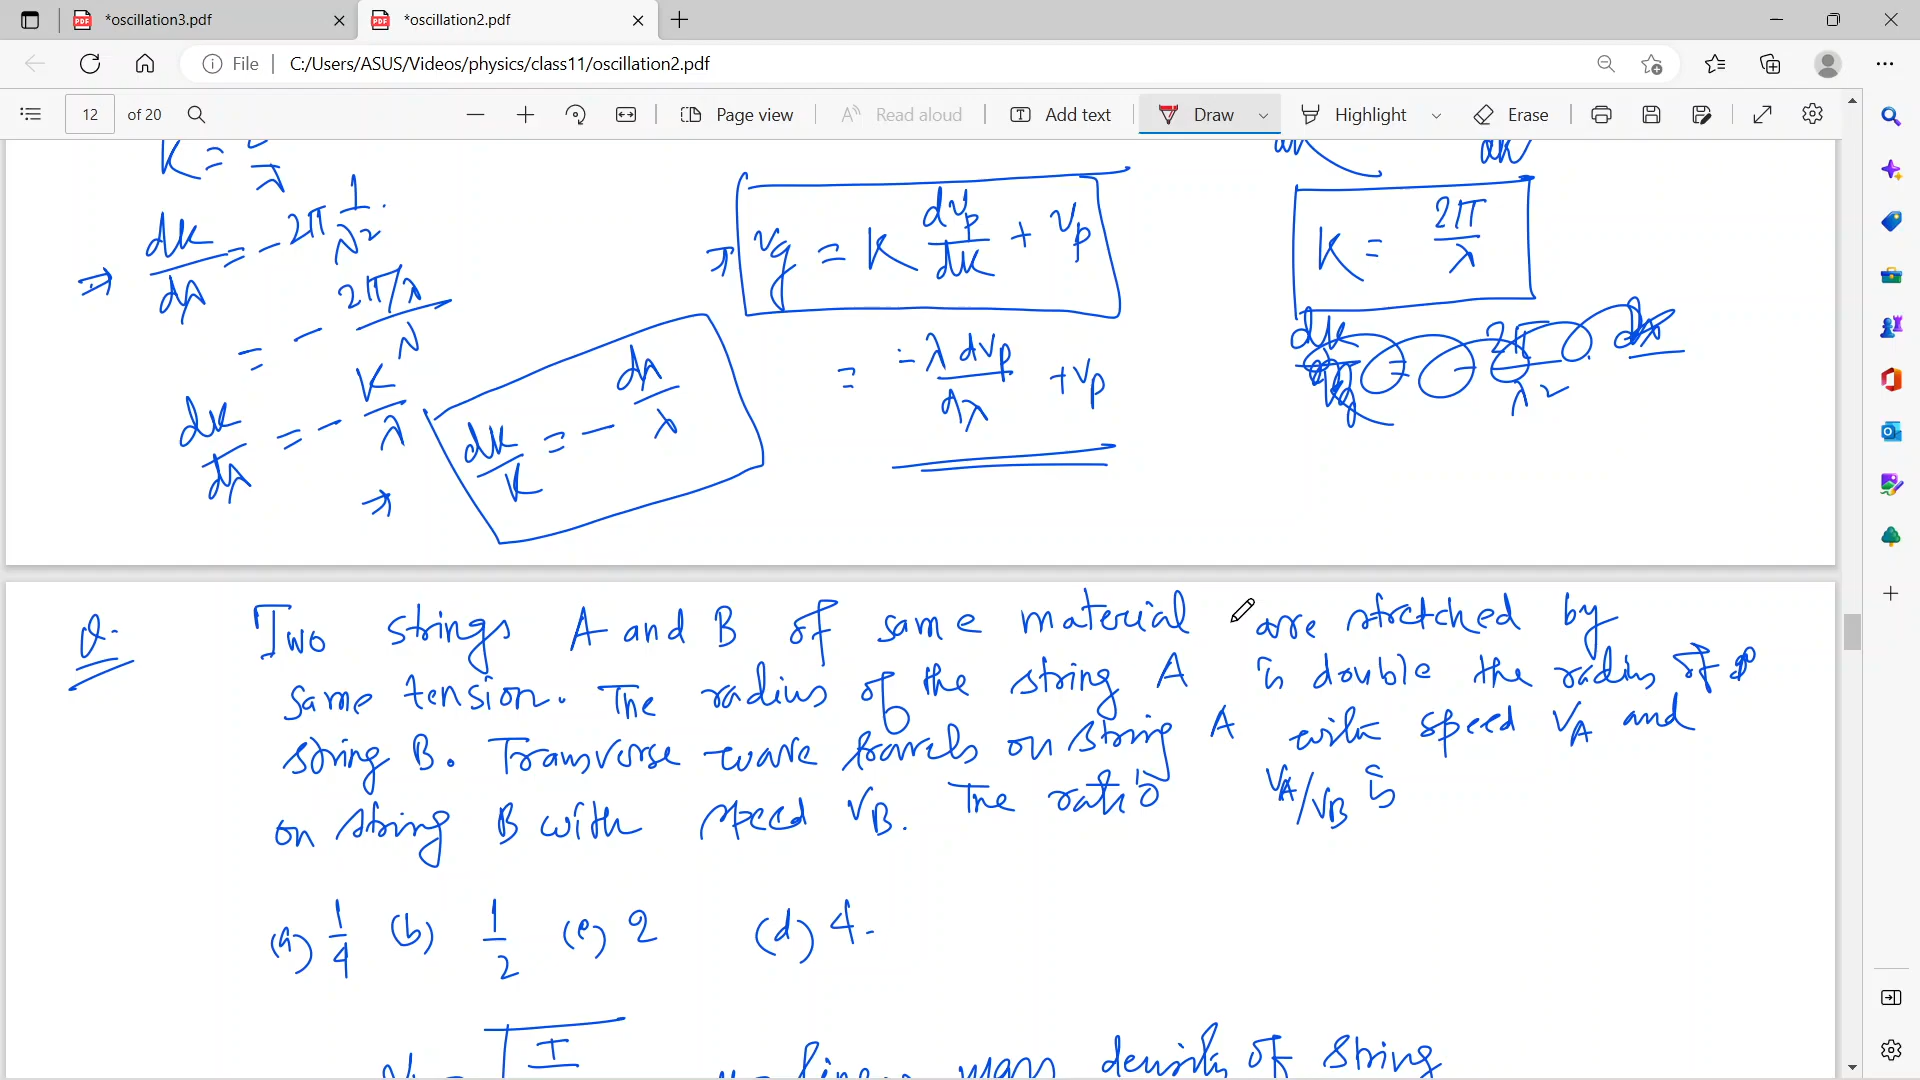 *oscillation3.pdf
*oscillation2.pdf
File
C:/Users/ASUS/Videos/physics/class11/oscillation2.pdf
12 of 20
Page view
Read aloud
Add text
Draw
Highlight
Erase
K =
λ
dk/dλ = -2π 1/λ²
= - 2π/λ / λ
dk/dλ = - K/λ
dk/K = - dλ/λ
vg = K dvp/dk + vp
= -λ dvp/dλ + vp
K = 2π/λ
Q. Two strings A and B of same material are stretched by
same tension. The radius of the string A is double the radius of
string B. Transverse wave travels on string A with speed VA and
on string B with speed VB. The ratio VA/VB is
(a) 1/4 (b) 1/2 (c) 2 (d) 4.
T
linear mass density of string